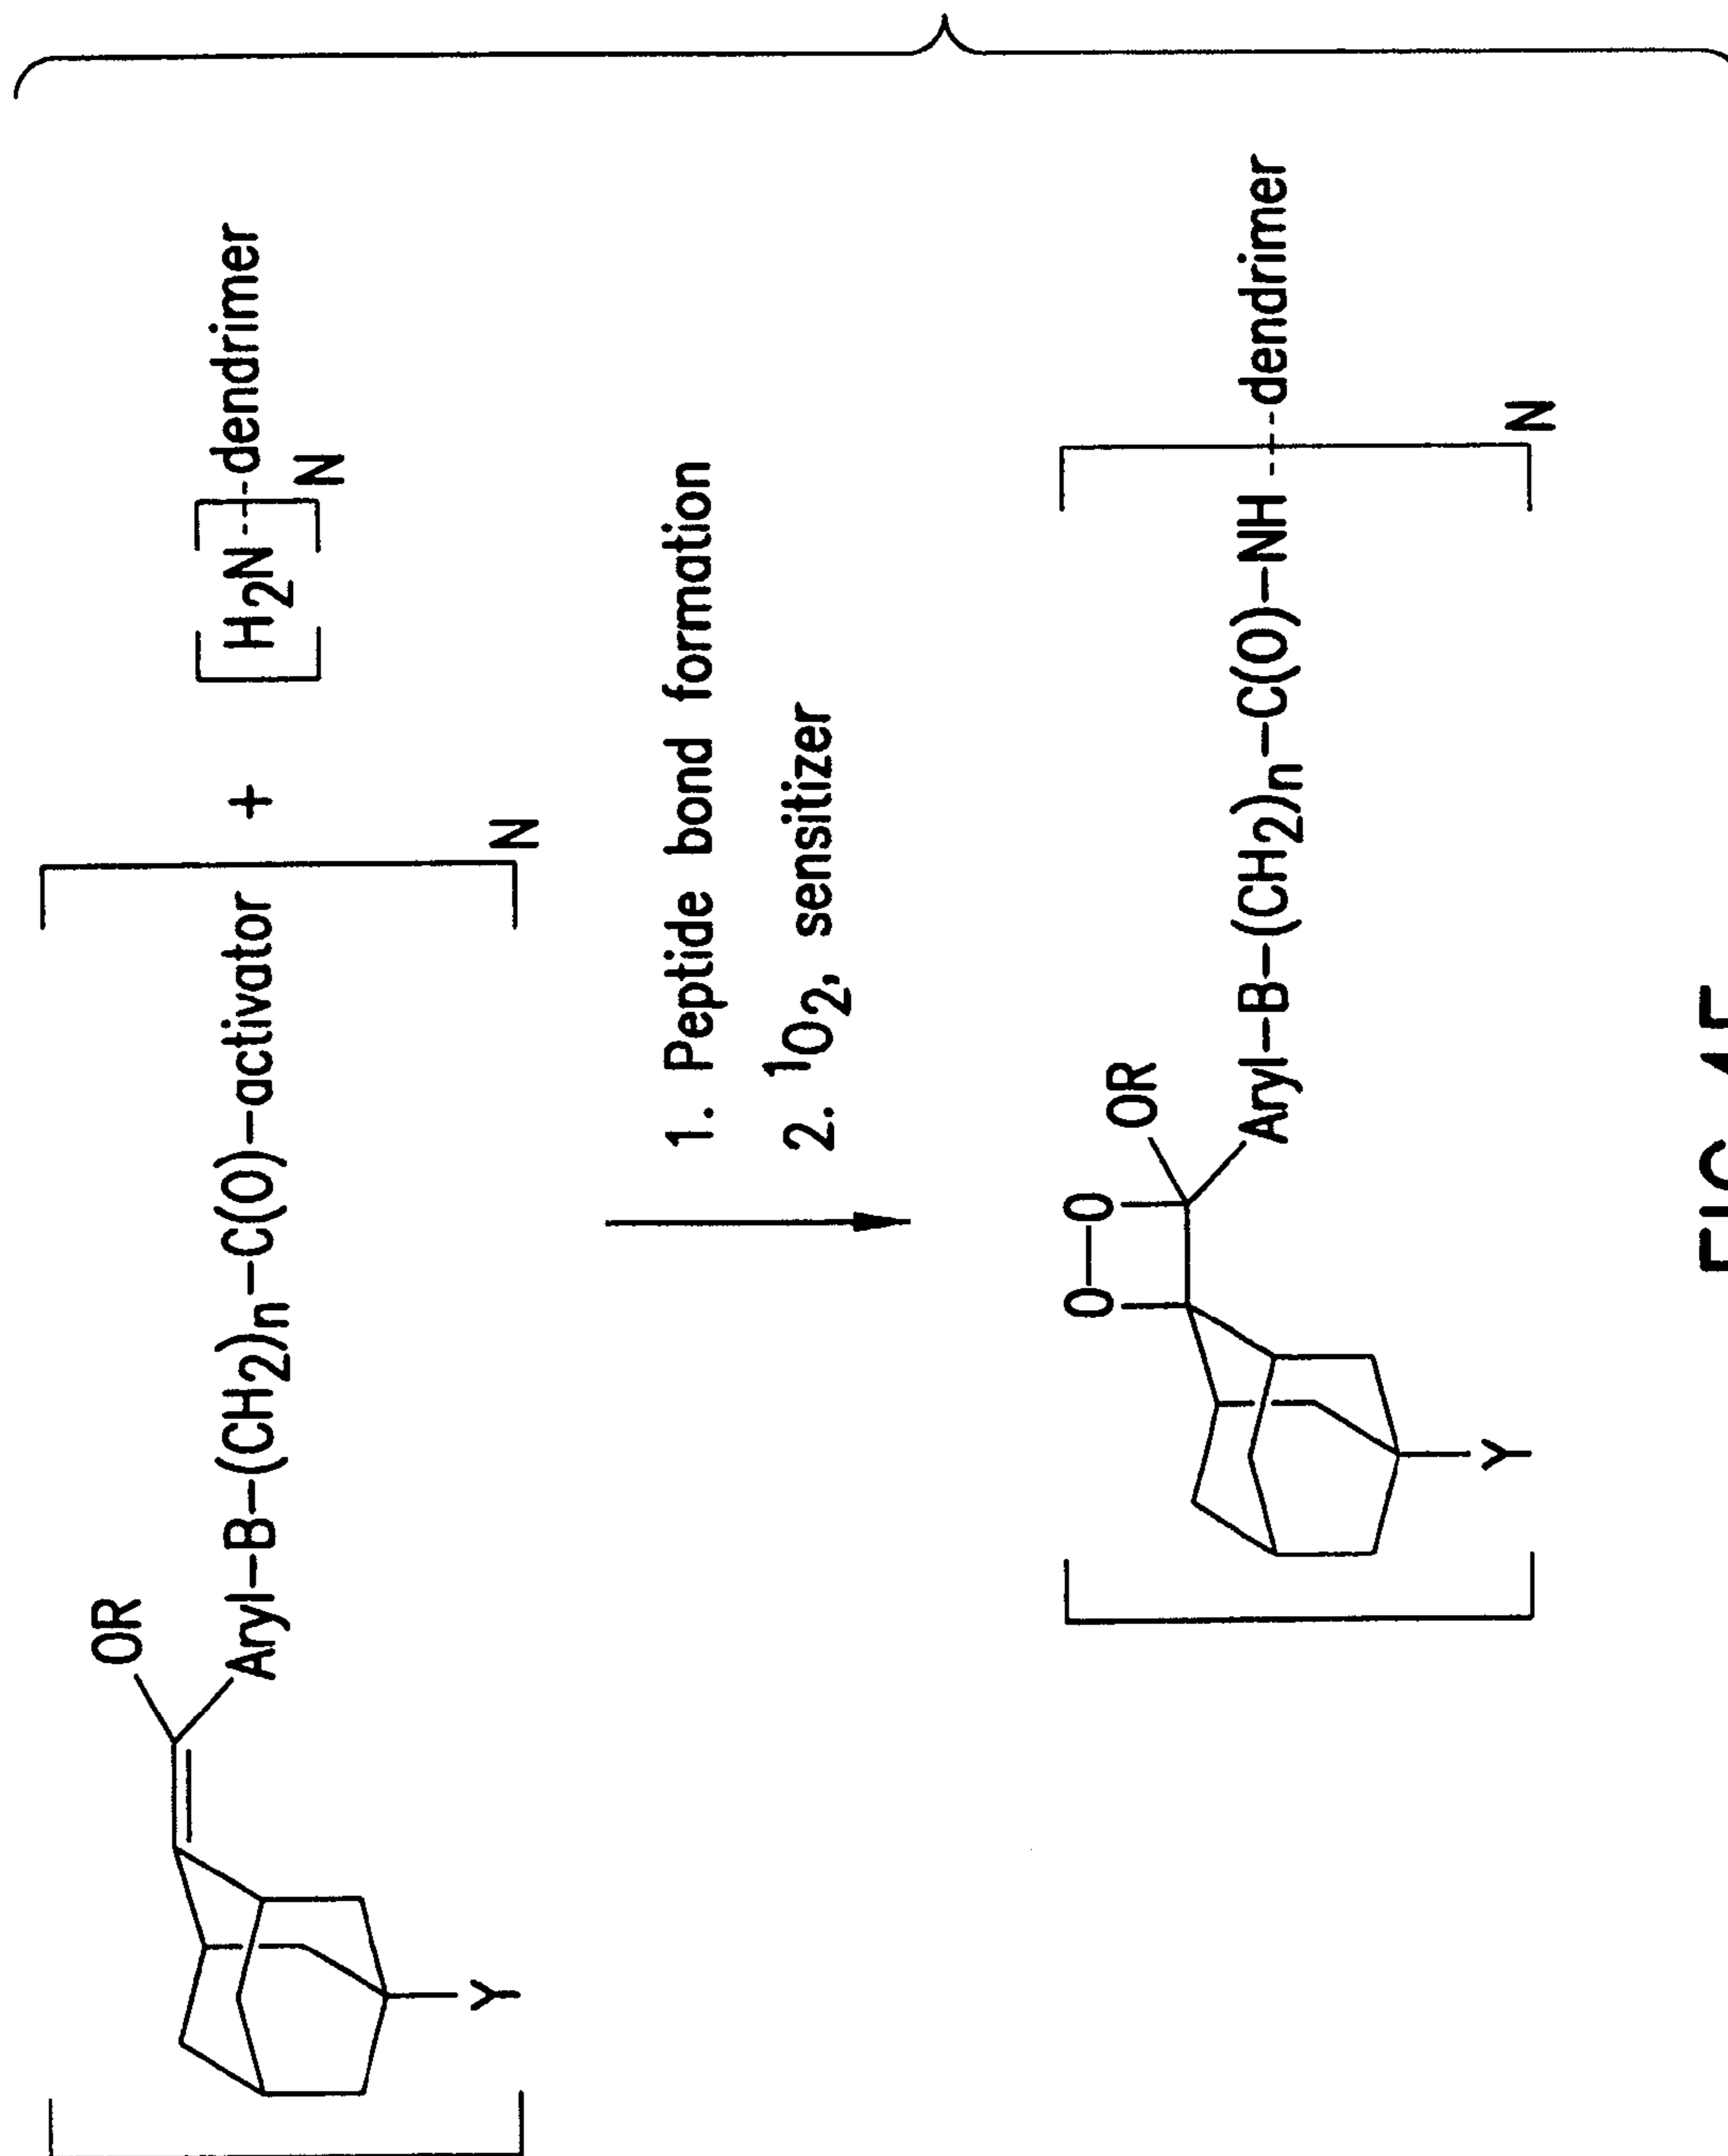 OR
Aryl–B–(CH2)n–C(O)–activator
Y
N
+
[H2N---dendrimer
N
1. Peptide bond formation
2. 1O2, sensitizer
O–O
OR
Aryl–B–(CH2)n–C(O)–NH---dendrimer
Y
N